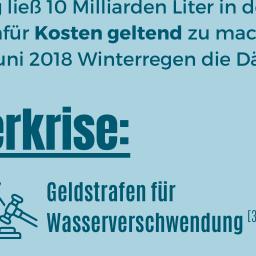 ließ 10 Milliarden Liter in de
für Kosten geltend zu mac
uni 2018 Winterregen die Dä
erkrise:
Geldstrafen für
Wasserverschwendung [3